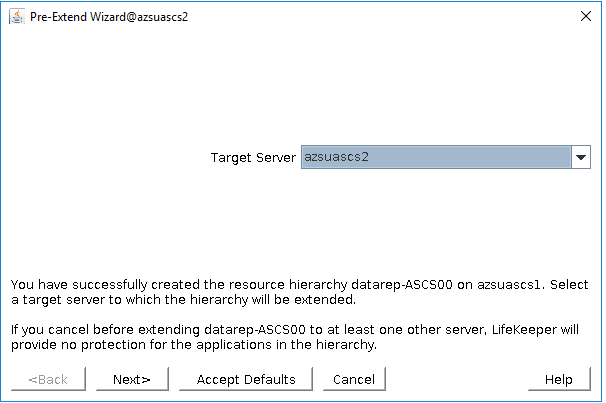 Pre-Extend Wizard@azsuascs2
Target Server azsuascs2
You have successfully created the resource hierarchy datarep-ASCS00 on azsuascs1. Select
a target server to which the hierarchy will be extended.
If you cancel before extending datarep-ASCS00 to at least one other server, LifeKeeper will
provide no protection for the applications in the hierarchy.
<Back Next> Accept Defaults Cancel Help